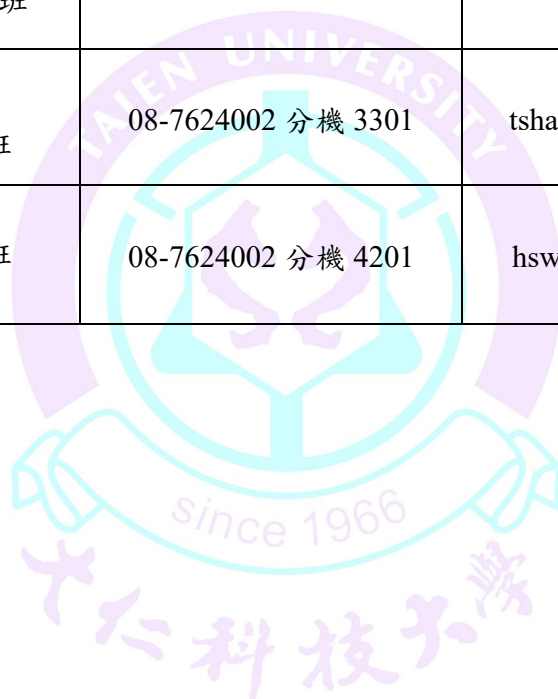 班
08-7624002 分機 3301
tsha
班
08-7624002 分機 4201
hsw
班
TAJEN UNIVERSITY
since 1966
大仁科技大學